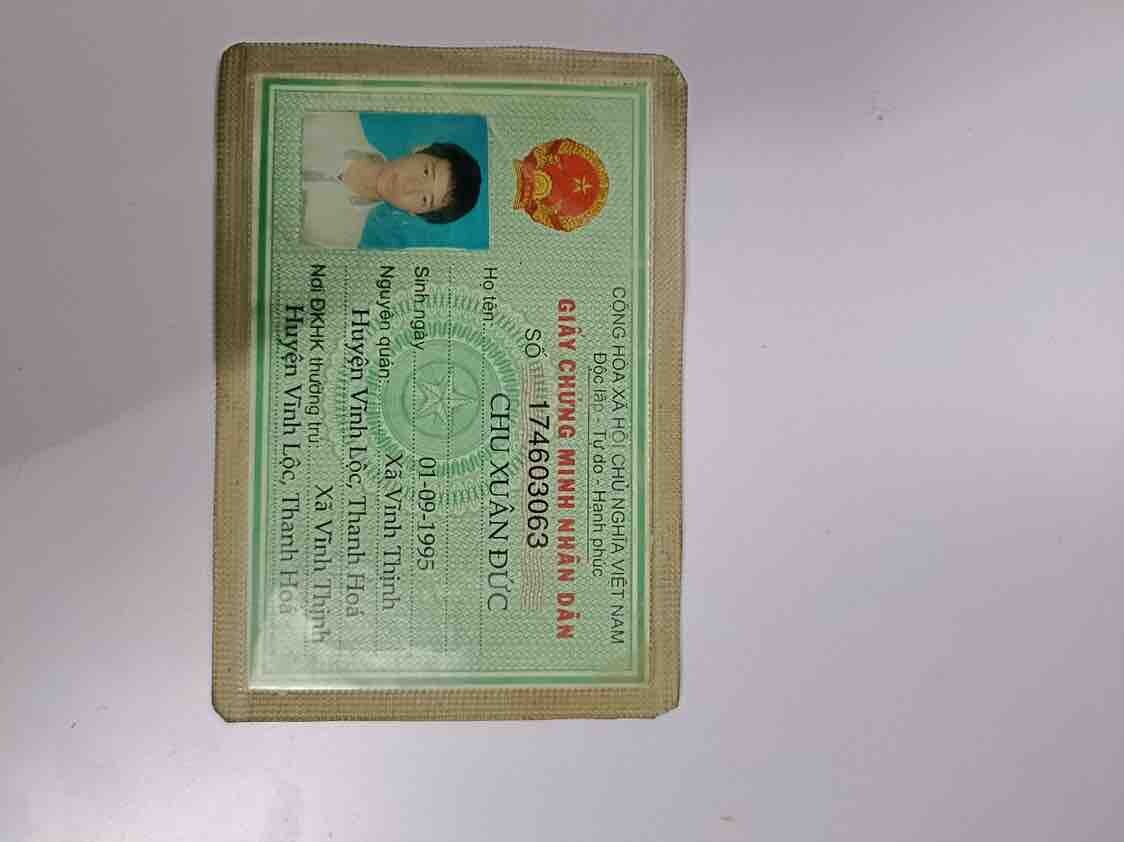 CỘNG HÒA XÃ HỘI CHỦ NGHĨA VIỆT NAM
Độc lập - Tự do - Hạnh phúc
GIẤY CHỨNG MINH NHÂN DÂN
SỐ 174603063
Họ tên: CHU XUÂN ĐỨC
Sinh ngày 01-09-1995
Nguyên quán: Xã Vĩnh Thịnh
Huyện Vĩnh Lộc, Thanh Hoá
Nơi ĐKHK thường trú: Xã Vĩnh Thịnh
Huyện Vĩnh Lộc, Thanh Hoá